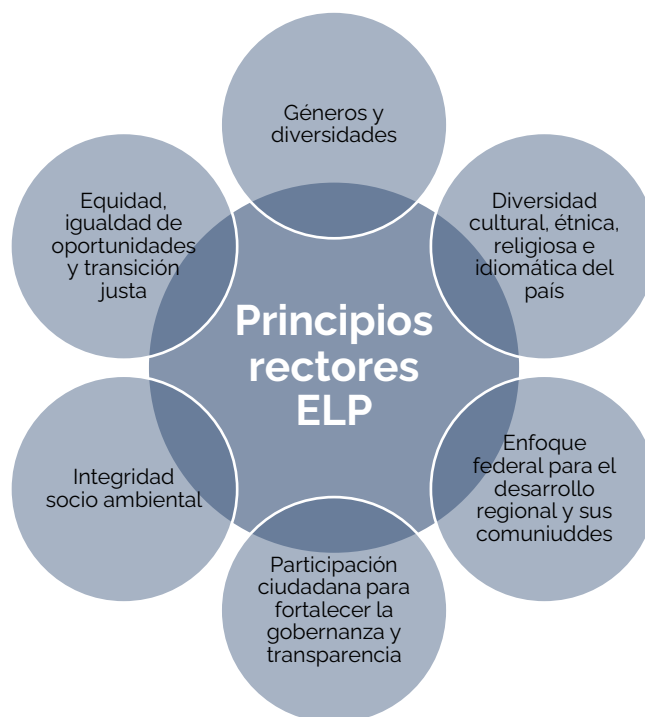 Géneros y
diversidades
Equidad,
igualdad de
oportunidades
y transición
justa
Diversidad
cultural, étnica,
religiosa e
idiomática del
país
Principios
rectores
ELP
Integridad
socio ambiental
Enfoque
federal para el
desarrollo
regional y sus
comuniuddes
Participación
ciudadana para
fortalecer la
gobernanza y
transparencia